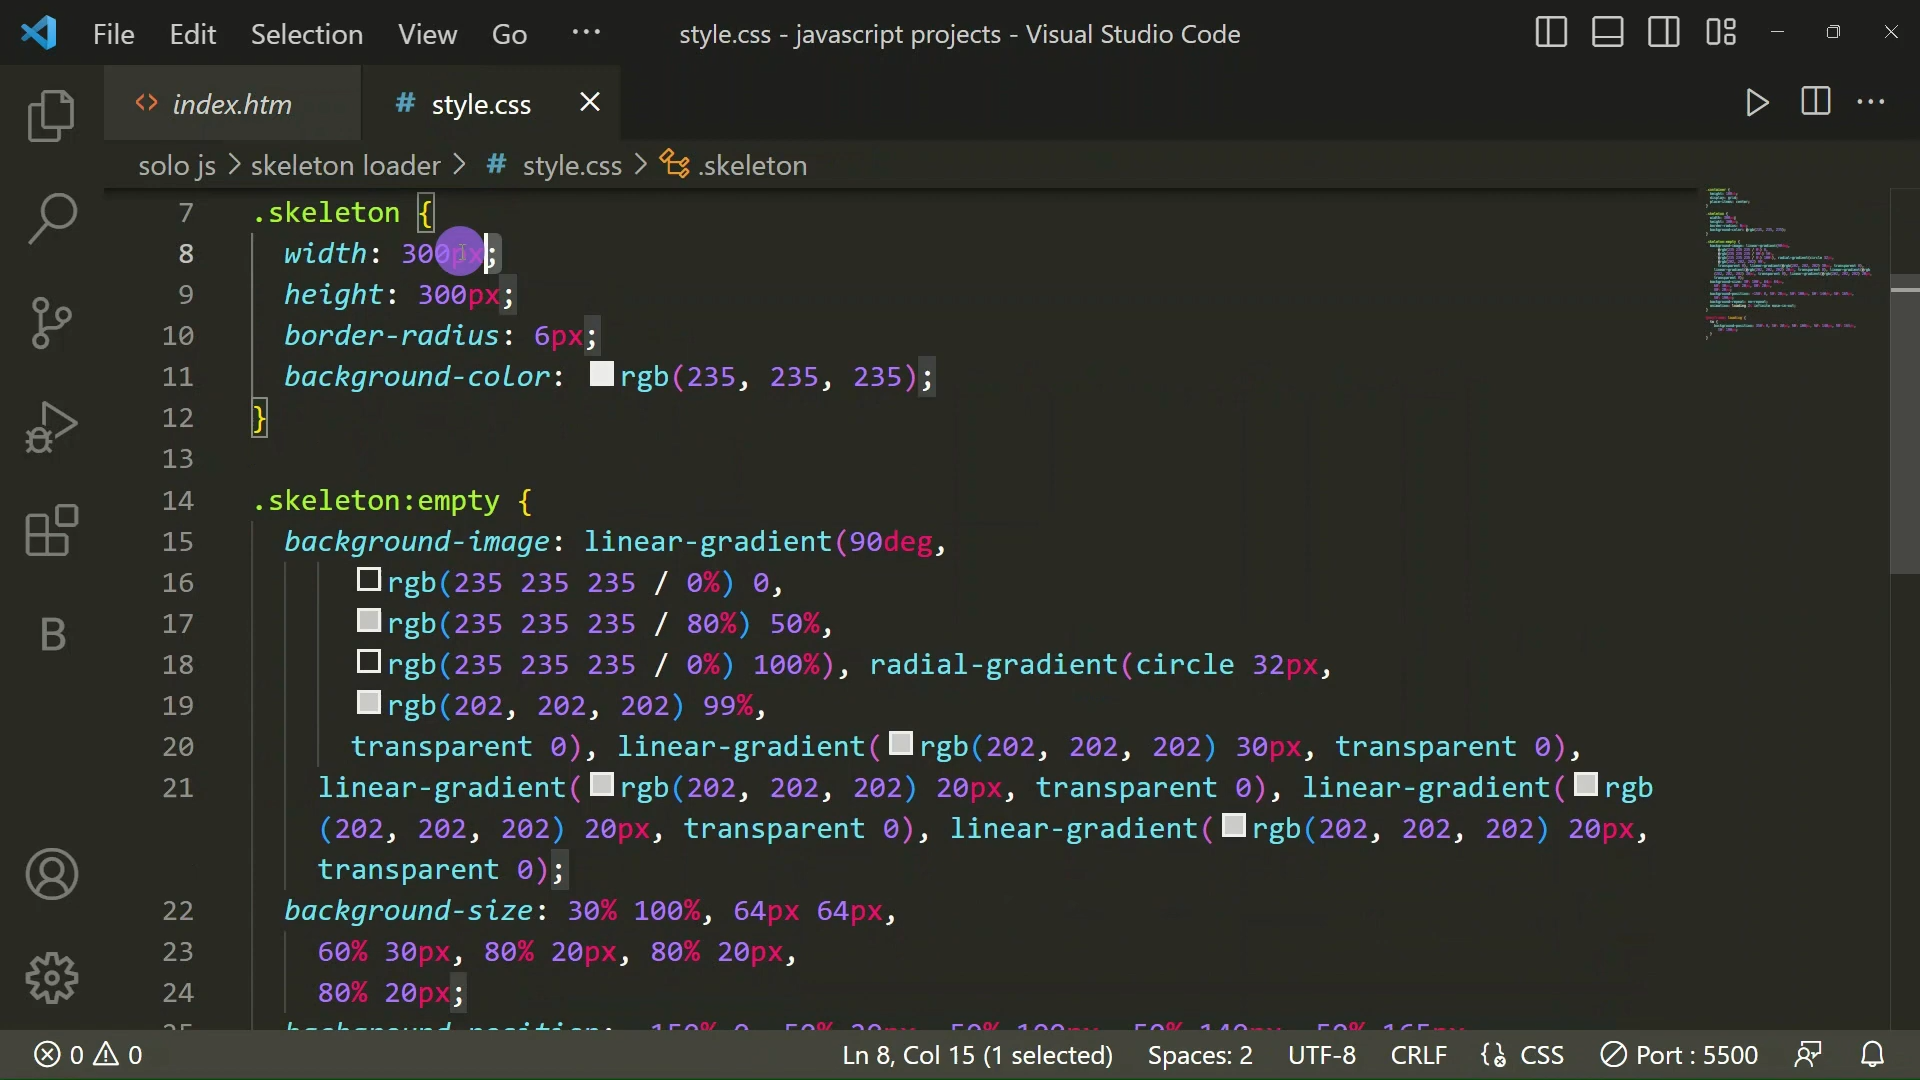 File Edit Selection View Go ··· style.css - javascript projects - Visual Studio Code
<> index.htm # style.css
solo js > skeleton loader > # style.css > .skeleton
7 .skeleton {
8 width: 300px;
9 height: 300px;
10 border-radius: 6px;
11 background-color: rgb(235, 235, 235);
12 }
13
14 .skeleton:empty {
15 background-image: linear-gradient(90deg,
16 rgb(235 235 235 / 0%) 0,
17 rgb(235 235 235 / 80%) 50%,
18 rgb(235 235 235 / 0%) 100%), radial-gradient(circle 32px,
19 rgb(202, 202, 202) 99%,
20 transparent 0), linear-gradient(rgb(202, 202, 202) 30px, transparent 0),
21 linear-gradient(rgb(202, 202, 202) 20px, transparent 0), linear-gradient(rgb
(202, 202, 202) 20px, transparent 0), linear-gradient(rgb(202, 202, 202) 20px,
transparent 0);
22 background-size: 30% 100%, 64px 64px,
23 60% 30px, 80% 20px, 80% 20px,
24 80% 20px;
B
0 0 Ln 8, Col 15 (1 selected) Spaces: 2 UTF-8 CRLF CSS Port : 5500